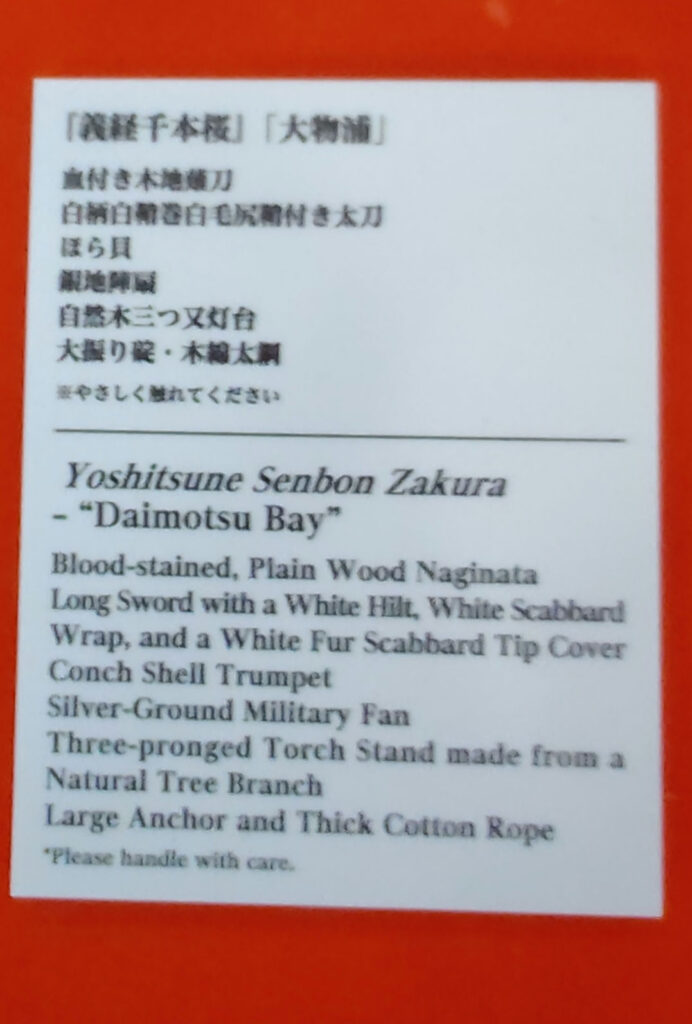 『義経千本桜』「大物浦」
血付き木地薙刀
白柄白鞘巻白毛尻鞘付き太刀
ほら貝
銀地陣扇
自然木三つ又灯台
大振り碇・木綿太綱
※やさしく触れてください
Yoshitsune Senbon Zakura
– “Daimotsu Bay”
Blood-stained, Plain Wood Naginata
Long Sword with a White Hilt, White Scabbard
Wrap, and a White Fur Scabbard Tip Cover
Conch Shell Trumpet
Silver-Ground Military Fan
Three-pronged Torch Stand made from a
Natural Tree Branch
Large Anchor and Thick Cotton Rope
*Please handle with care.